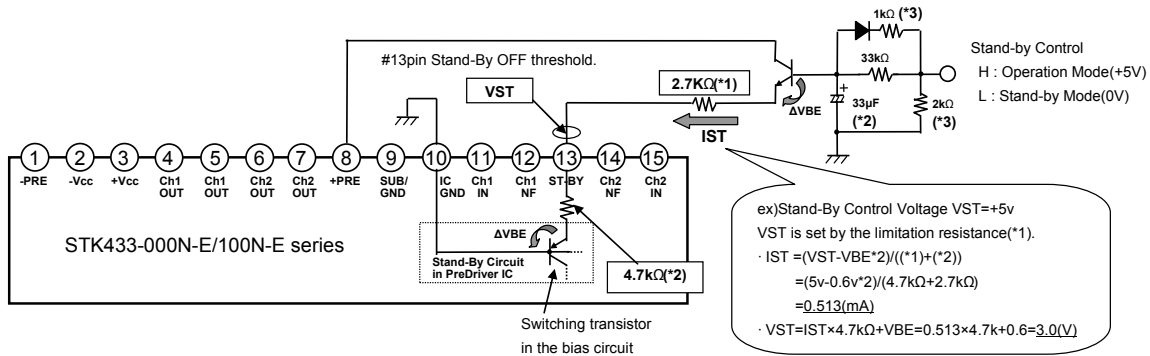 1kΩ (*3)
#13pin Stand-By OFF threshold.
33kΩ
Stand-by Control
H : Operation Mode(+5V)
L : Stand-by Mode(0V)
VST
2.7KΩ(*1)
ΔVBE
33µF
(*2)
2kΩ
(*3)
IST
1 2 3 4 5 6 7 8 9 10 11 12 13 14 15
-PRE -Vcc +Vcc Ch1 OUT Ch1 OUT Ch2 OUT Ch2 OUT +PRE SUB/ GND IC GND Ch1 IN Ch1 NF ST-BY Ch2 NF Ch2 IN
STK433-000N-E/100N-E series
ΔVBE
Stand-By Circuit
in PreDriver IC
4.7kΩ(*2)
Switching transistor
in the bias circuit
ex)Stand-By Control Voltage VST=+5v
VST is set by the limitation resistance(*1).
· IST =(VST-VBE*2)/((*1)+(*2))
=(5v-0.6v*2)/(4.7kΩ+2.7kΩ)
=0.513(mA)
· VST=IST×4.7kΩ+VBE=0.513×4.7k+0.6=3.0(V)